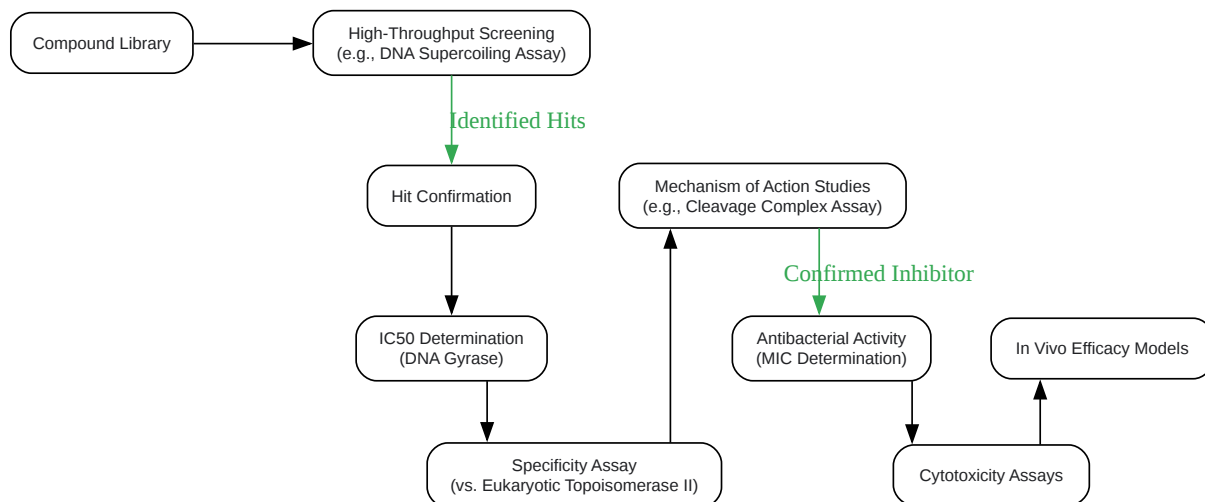 Compound Library
High-Throughput Screening
(e.g., DNA Supercoiling Assay)
Identified Hits
Hit Confirmation
IC50 Determination
(DNA Gyrase)
Specificity Assay
(vs. Eukaryotic Topoisomerase II)
Mechanism of Action Studies
(e.g., Cleavage Complex Assay)
Confirmed Inhibitor
Antibacterial Activity
(MIC Determination)
Cytotoxicity Assays
In Vivo Efficacy Models